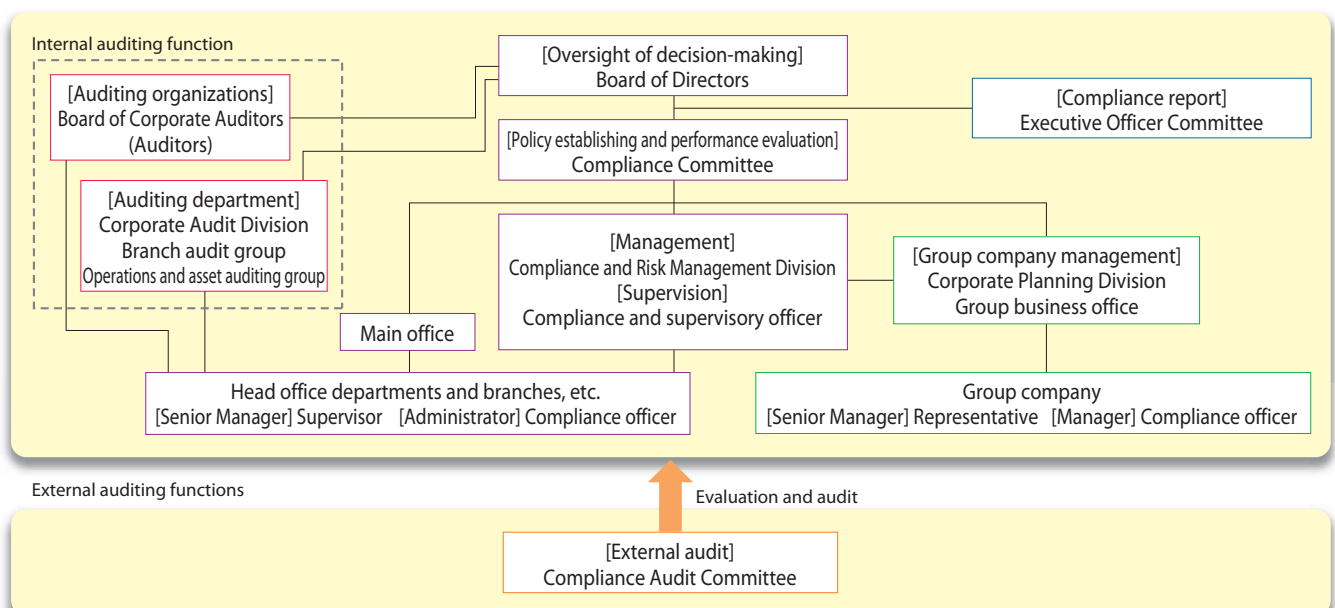 Internal auditing function
[Auditing organizations]
Board of Corporate Auditors
(Auditors)
[Auditing department]
Corporate Audit Division
Branch audit group
Operations and asset auditing group
[Oversight of decision-making]
Board of Directors
[Compliance report]
Executive Officer Committee
[Policy establishing and performance evaluation]
Compliance Committee
[Management]
Compliance and Risk Management Division
[Supervision]
Compliance and supervisory officer
[Group company management]
Corporate Planning Division
Group business office
Main office
Head office departments and branches, etc.
[Senior Manager] Supervisor [Administrator] Compliance officer
Group company
[Senior Manager] Representative [Manager] Compliance officer
External auditing functions
Evaluation and audit
[External audit]
Compliance Audit Committee